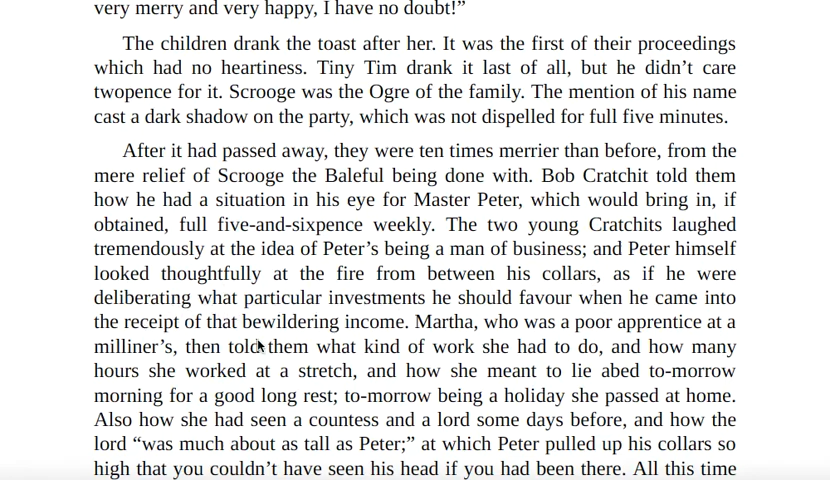 very merry and very happy, I have no doubt!”
The children drank the toast after her. It was the first of their proceedings
which had no heartiness. Tiny Tim drank it last of all, but he didn’t care
twopence for it. Scrooge was the Ogre of the family. The mention of his name
cast a dark shadow on the party, which was not dispelled for full five minutes.
After it had passed away, they were ten times merrier than before, from the
mere relief of Scrooge the Baleful being done with. Bob Cratchit told them
how he had a situation in his eye for Master Peter, which would bring in, if
obtained, full five-and-sixpence weekly. The two young Cratchits laughed
tremendously at the idea of Peter’s being a man of business; and Peter himself
looked thoughtfully at the fire from between his collars, as if he were
deliberating what particular investments he should favour when he came into
the receipt of that bewildering income. Martha, who was a poor apprentice at a
milliner’s, then told them what kind of work she had to do, and how many
hours she worked at a stretch, and how she meant to lie abed to-morrow
morning for a good long rest; to-morrow being a holiday she passed at home.
Also how she had seen a countess and a lord some days before, and how the
lord “was much about as tall as Peter;” at which Peter pulled up his collars so
high that you couldn’t have seen his head if you had been there. All this time